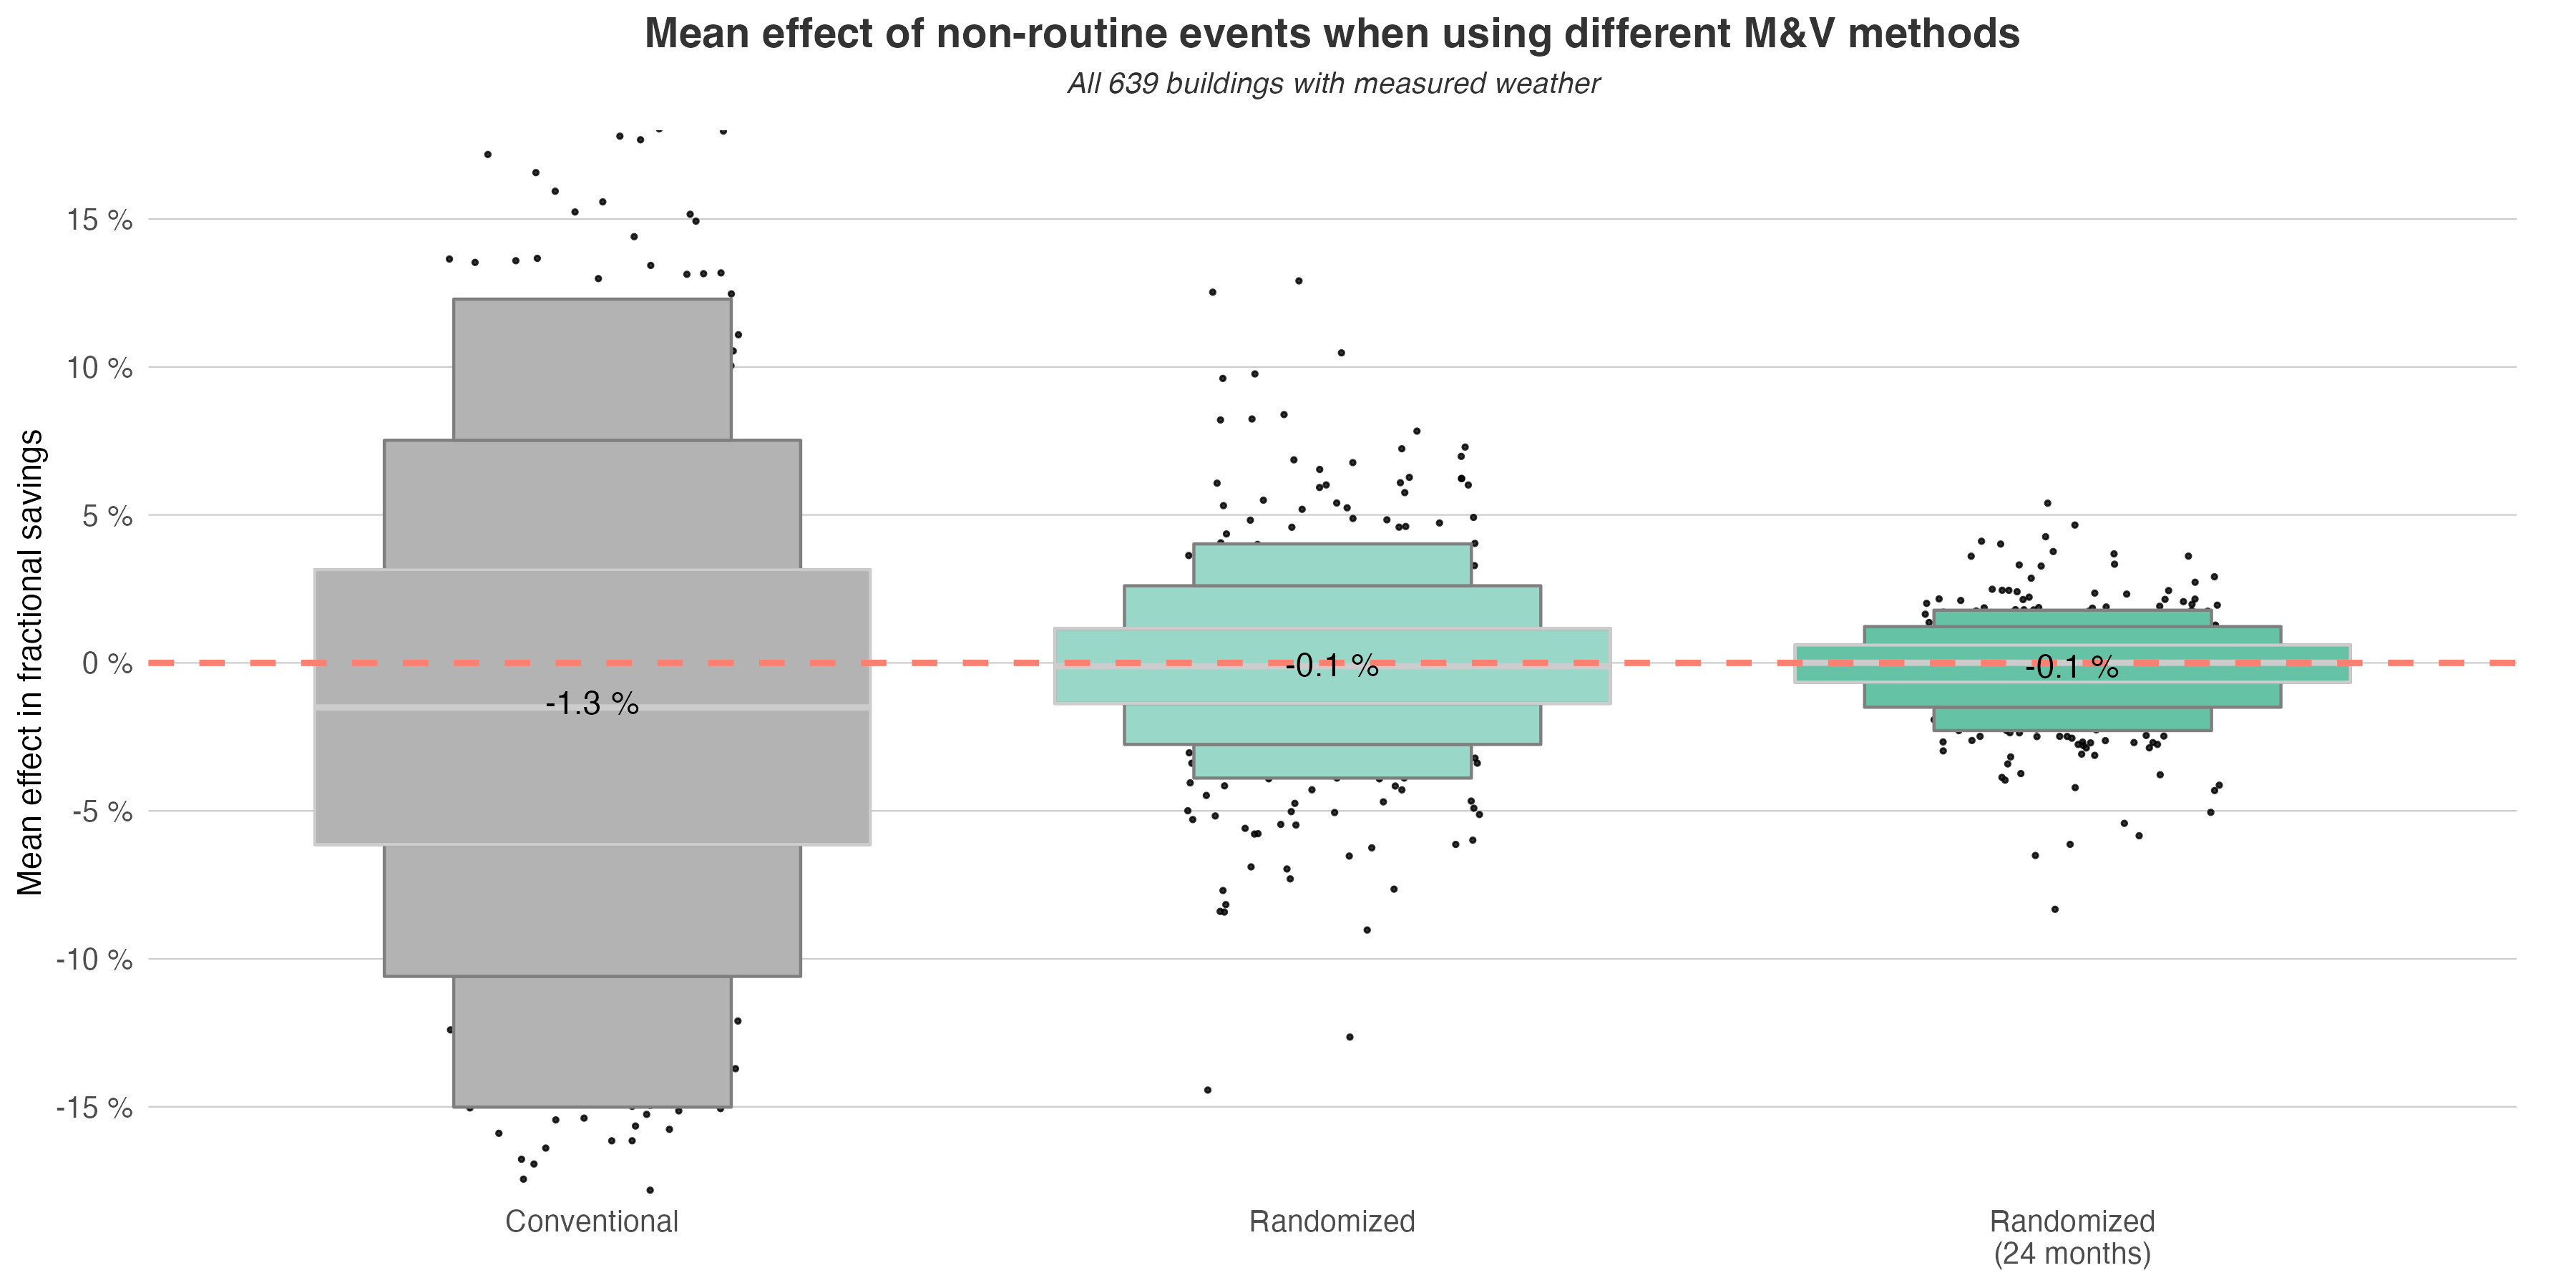 Mean effect of non-routine events when using different M&V methods
All 639 buildings with measured weather
Mean effect in fractional savings
15 %
10 %
5 %
0 %
-5 %
-10 %
-15 %
-1.3 %
-0.1 %
-0.1 %
Conventional
Randomized
Randomized
(24 months)